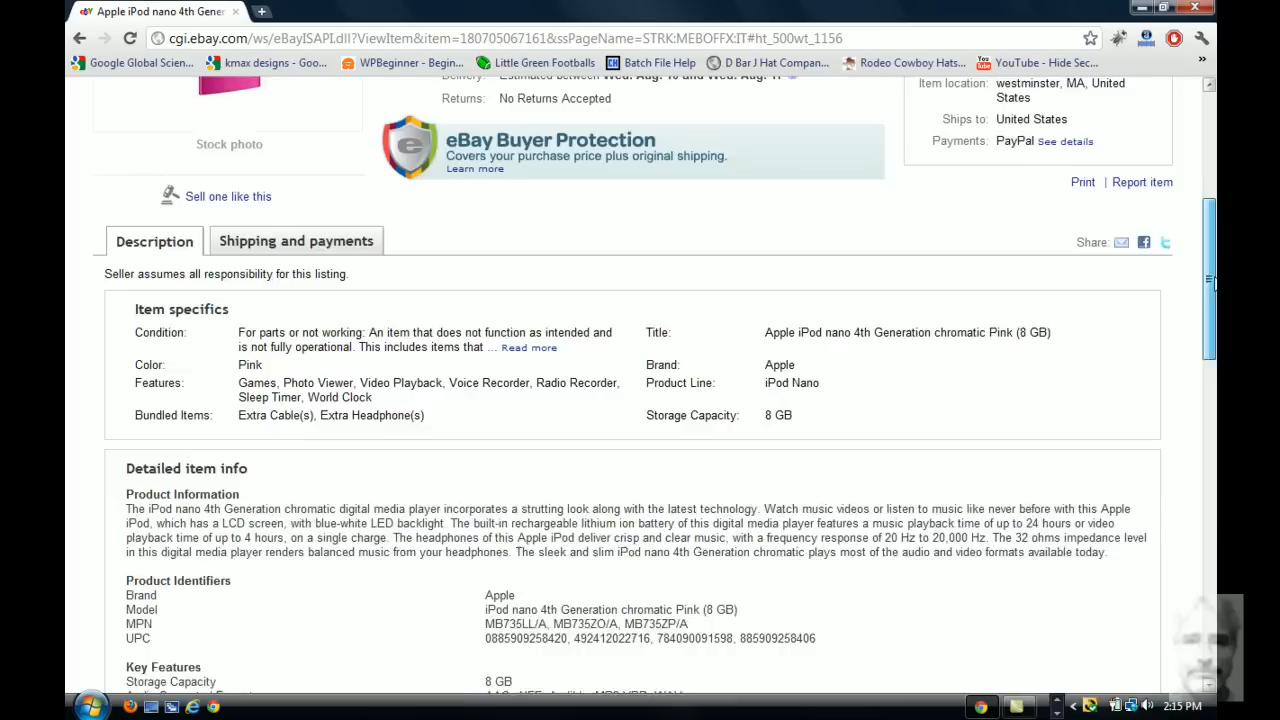 Apple iPod nano 4th Gener
cgi.ebay.com/ws/eBayISAPI.dll?ViewItem&item=180705067161&ssPageName=STRK:MEBOFFX:IT#ht_500wt_1156
Google Global Scien... kmax designs - Goo... WPBeginner - Begin... Little Green Footballs Batch File Help D Bar J Hat Compan... Rodeo Cowboy Hats... YouTube - Hide Sec... »
Returns: No Returns Accepted
Item location: westminster, MA, United
States
Ships to: United States
Payments: PayPal See details
eBay Buyer Protection
Covers your purchase price plus original shipping.
Learn more
Stock photo
Print | Report item
Sell one like this
Description Shipping and payments
Share:
Seller assumes all responsibility for this listing.
Item specifics
Condition: For parts or not working: An item that does not function as intended and
is not fully operational. This includes items that ... Read more
Title: Apple iPod nano 4th Generation chromatic Pink (8 GB)
Color: Pink
Brand: Apple
Features: Games, Photo Viewer, Video Playback, Voice Recorder, Radio Recorder,
Sleep Timer, World Clock
Product Line: iPod Nano
Bundled Items: Extra Cable(s), Extra Headphone(s)
Storage Capacity: 8 GB
Detailed item info
Product Information
The iPod nano 4th Generation chromatic digital media player incorporates a strutting look along with the latest technology. Watch music videos or listen to music like never before with this Apple
iPod, which has a LCD screen, with blue-white LED backlight. The built-in rechargeable lithium ion battery of this digital media player features a music playback time of up to 24 hours or video
playback time of up to 4 hours, on a single charge. The headphones of this Apple iPod deliver crisp and clear music, with a frequency response of 20 Hz to 20,000 Hz. The 32 ohms impedance level
in this digital media player renders balanced music from your headphones. The sleek and slim iPod nano 4th Generation chromatic plays most of the audio and video formats available today.
Product Identifiers
Brand Apple
Model iPod nano 4th Generation chromatic Pink (8 GB)
MPN MB735LL/A, MB735ZO/A, MB735ZP/A
UPC 0885909258420, 492412022716, 784090091598, 885909258406
Key Features
Storage Capacity 8 GB
2:15 PM